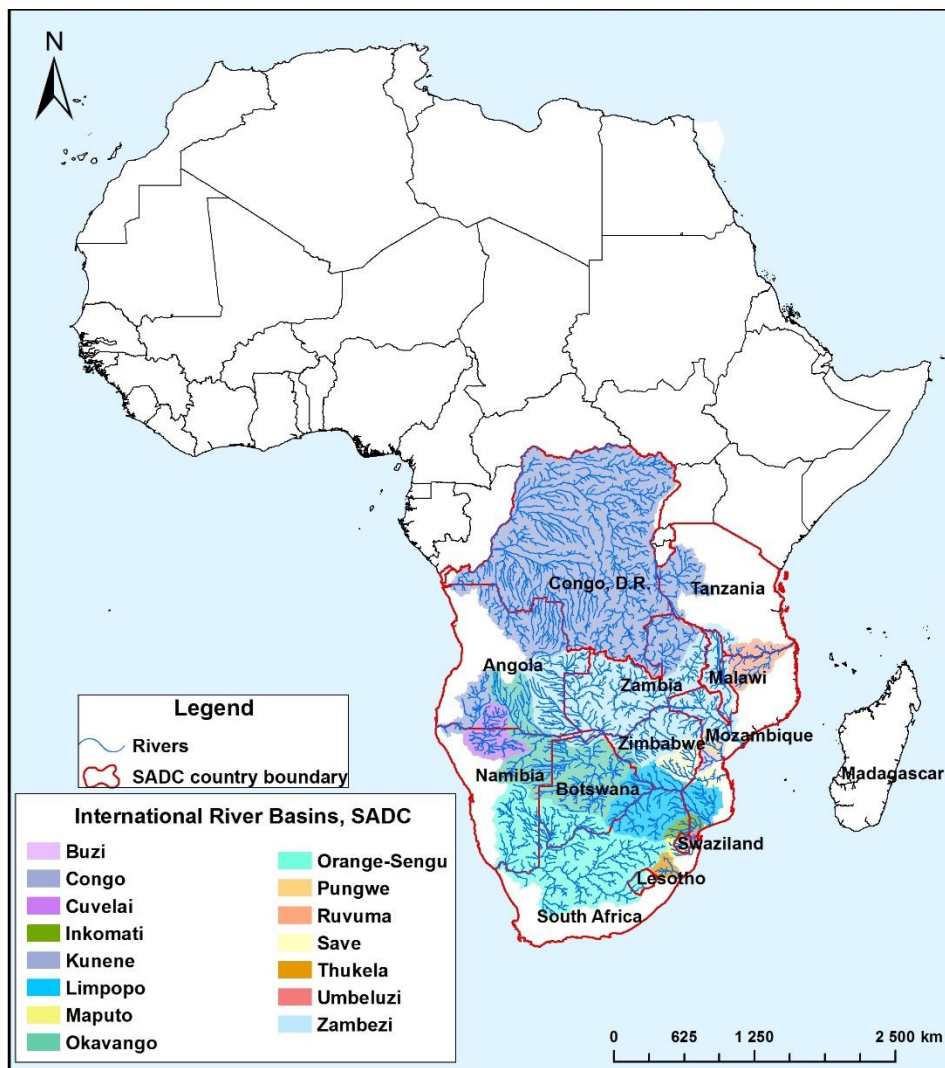 N
Congo, D.R.
Tanzania
Angola
Zambia
Malawi
Zimbabwe
Mozambique
Namibia
Botswana
Madagascar
Swaziland
Lesotho
South Africa
Legend
Rivers
SADC country boundary
International River Basins, SADC
Buzi
Congo
Cuvelai
Inkomati
Kunene
Limpopo
Maputo
Okavango
Orange-Sengu
Pungwe
Ruvuma
Save
Thukela
Umbeluzi
Zambezi
0 625 1 250 2 500 km